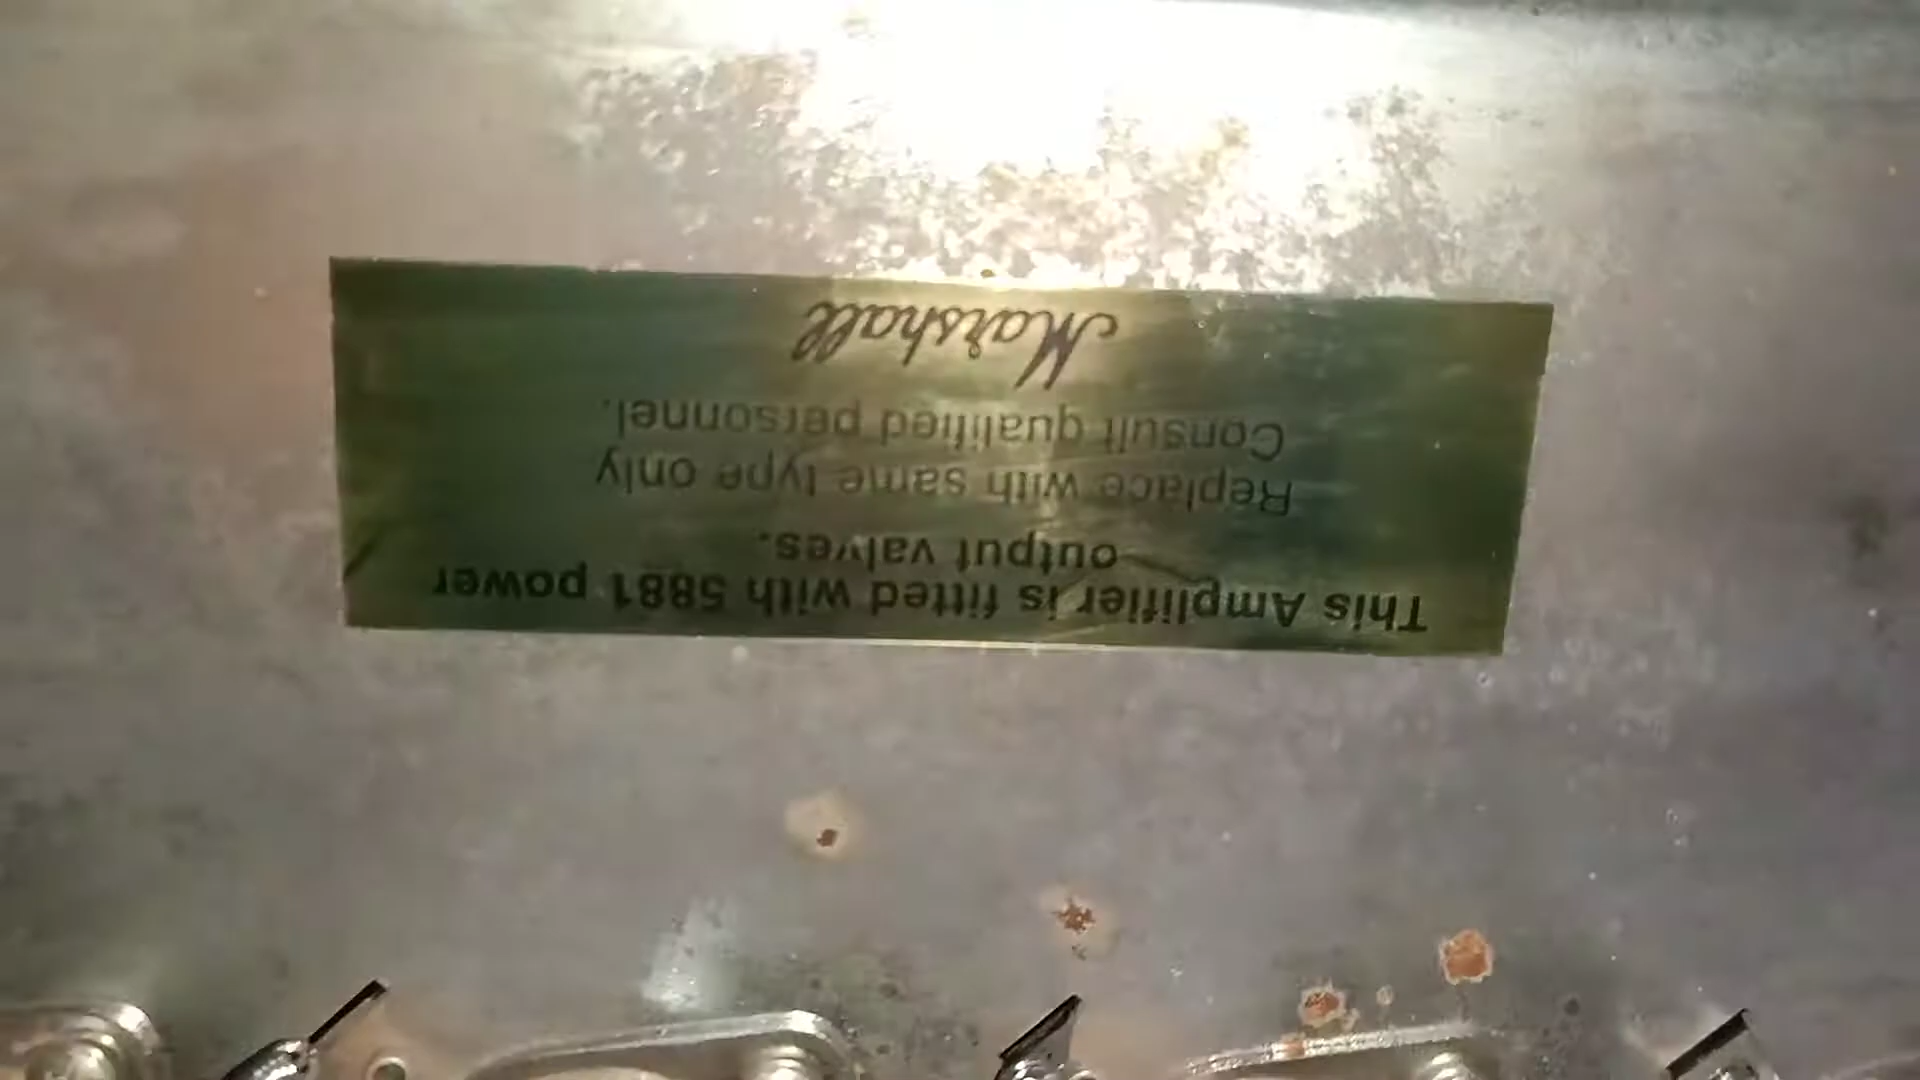 This Amplifier is fitted with 5881 power
output valves.
Replace with same type only
Consult qualified personnel.
Marshall